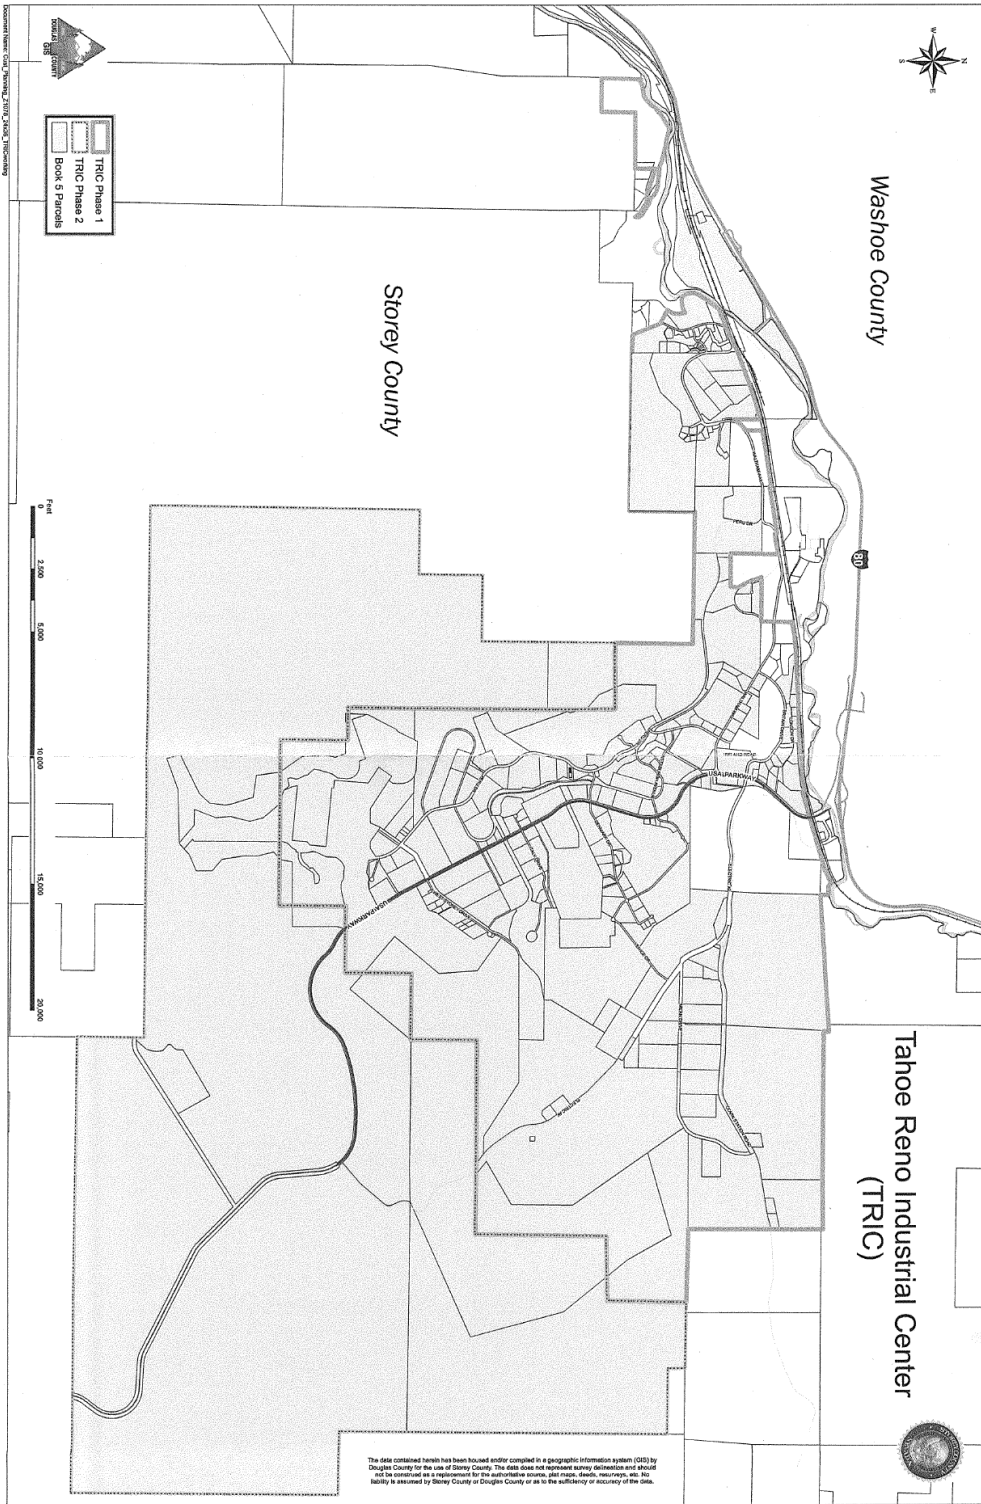 Tahoe Reno Industrial Center
(TRIC)
Washoe County
Storey County
80
N
W
E
S
DOUGLAS COUNTY
GIS
TRIC Phase 1
TRIC Phase 2
Book 5 Parcels
Feet
0
2,500
5,000
10,000
15,000
20,000
USA PARKWAY
USA PARKWAY
PERU DR
ELECTRIC AV
The data contained herein has been housed and/or compiled in a geographic information system (GIS) by
Douglas County for the use of Storey County. The data does not represent survey delineation and should
not be construed as a replacement for the authoritative source, plat maps, deeds, resurveys, etc. No
liability is assumed by Storey County or Douglas County or as to the sufficiency or accuracy of the data.